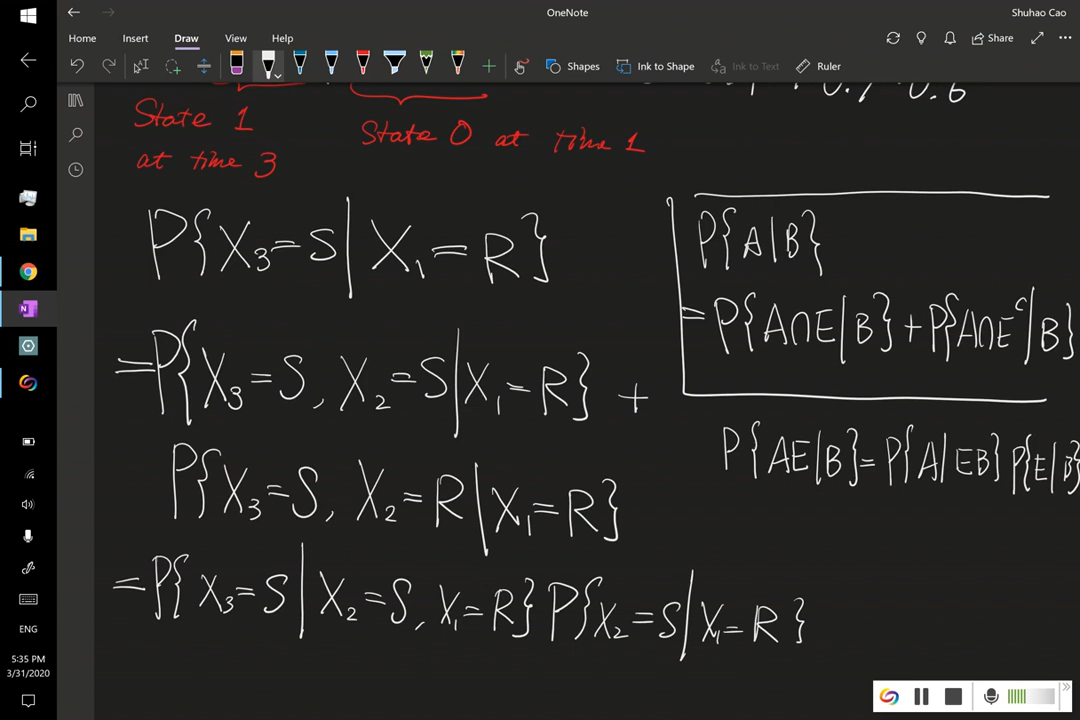 OneNote
Shuhao Cao
Home Insert Draw View Help
Share
Shapes Ink to Shape Ink to Text Ruler
State 1
at time 3
State 0 at time 1
P{X₃=S|X₁=R}
=P{X₃=S, X₂=S|X₁=R} +
P{X₃=S, X₂=R|X₁=R}
=P{X₃=S|X₂=S, X₁=R} P{X₂=S|X₁=R}
P{A|B}
=P{A∩E|B}+P{A∩Eᶜ|B}
P{AE|B}=P{A|EB}P{E|B}
ENG
5:35 PM
3/31/2020